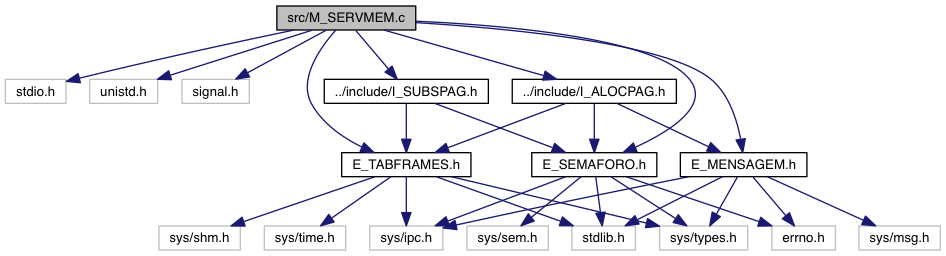 src/M_SERVMEM.c
stdio.h
unistd.h
signal.h
../include/I_SUBSPAG.h
../include/I_ALOCPAG.h
E_TABFRAMES.h
E_SEMAFORO.h
E_MENSAGEM.h
sys/shm.h
sys/time.h
sys/ipc.h
sys/sem.h
stdlib.h
sys/types.h
errno.h
sys/msg.h